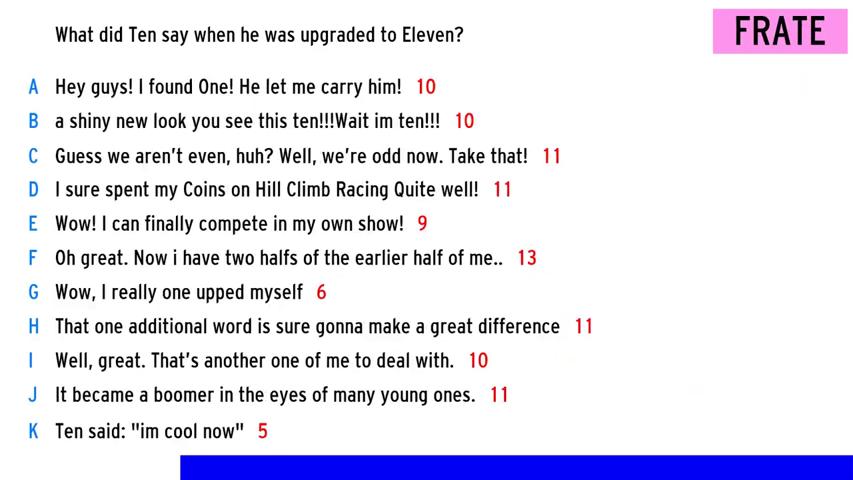 What did Ten say when he was upgraded to Eleven?
FRATE
A Hey guys! I found One! He let me carry him! 10
B a shiny new look you see this ten!!!Wait im ten!!! 10
C Guess we aren't even, huh? Well, we're odd now. Take that! 11
D I sure spent my Coins on Hill Climb Racing Quite well! 11
E Wow! I can finally compete in my own show! 9
F Oh great. Now i have two halfs of the earlier half of me.. 13
G Wow, I really one upped myself 6
H That one additional word is sure gonna make a great difference 11
I Well, great. That's another one of me to deal with. 10
J It became a boomer in the eyes of many young ones. 11
K Ten said: "im cool now" 5